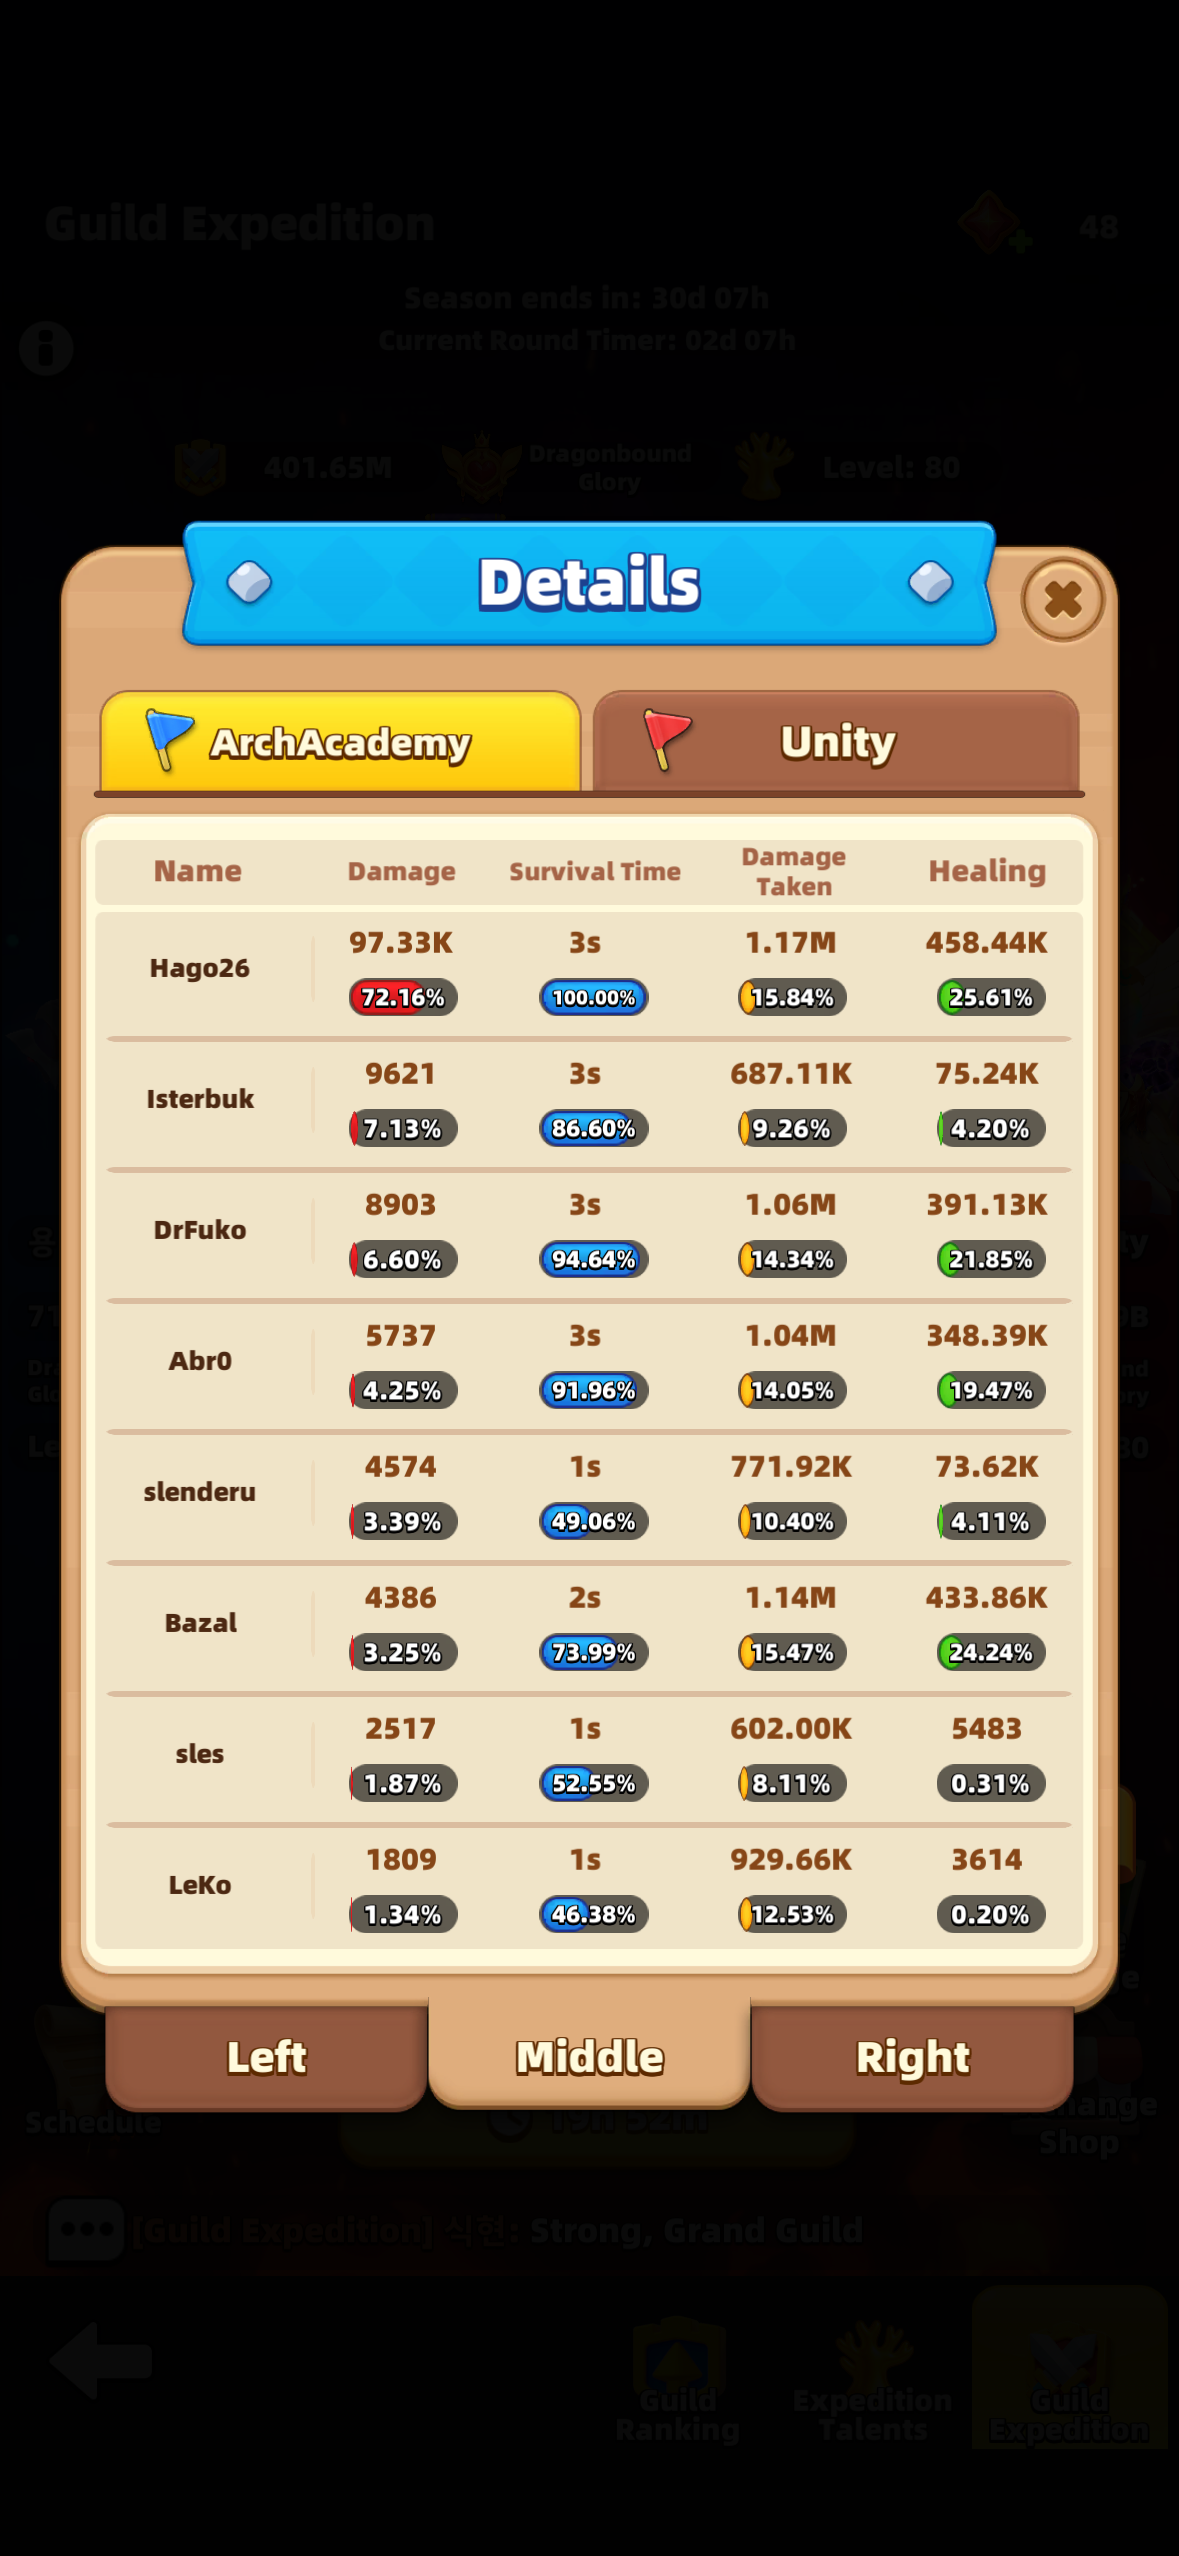 Guild Expedition
48
Season ends in: 30d 07h
Current Round Timer: 02d 07h
401.65M
Dragonbound
Glory
Level: 80
Details
ArchAcademy
Unity
Name Damage Survival Time Damage Taken Healing
Hago26 97.33K 3s 1.17M 458.44K
72.16% 100.00% 15.84% 25.61%
Isterbuk 9621 3s 687.11K 75.24K
7.13% 86.60% 9.26% 4.20%
DrFuko 8903 3s 1.06M 391.13K
6.60% 94.64% 14.34% 21.85%
Abr0 5737 3s 1.04M 348.39K
4.25% 91.96% 14.05% 19.47%
slenderu 4574 1s 771.92K 73.62K
3.39% 49.06% 10.40% 4.11%
Bazal 4386 2s 1.14M 433.86K
3.25% 73.99% 15.47% 24.24%
sles 2517 1s 602.00K 5483
1.87% 52.55% 8.11% 0.31%
LeKo 1809 1s 929.66K 3614
1.34% 46.38% 12.53% 0.20%
Left
Middle
Right
Schedule
19h 52m
Shop
[Guild Expedition] 식현: Strong, Grand Guild
Guild
Ranking
Expedition
Talents
Guild
Expedition